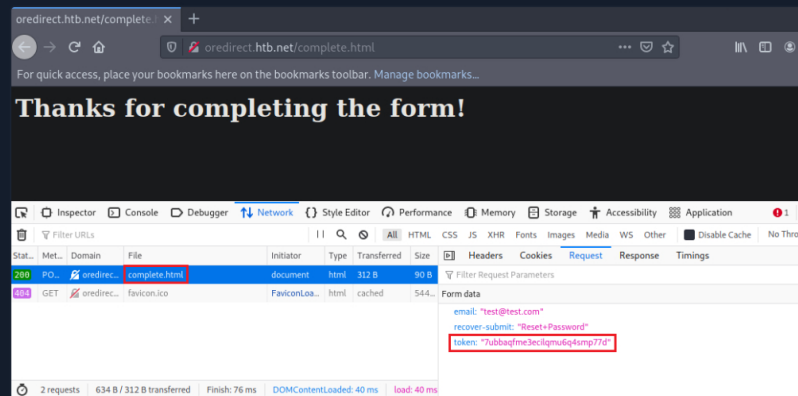 oredirect.htb.net/complete.h
oredirect.htb.net/complete.html
For quick access, place your bookmarks here on the bookmarks toolbar. Manage bookmarks...
Thanks for completing the form!
Inspector Console Debugger Network Style Editor Performance Memory Storage Accessibility Application 1
Filter URLs All HTML CSS JS XHR Fonts Images Media WS Other Disable Cache No Thro
Stat... Met... Domain File Initiator Type Transferred Size Headers Cookies Request Response Timings
200 PO... oredirec... complete.html document html 312 B 90 B
Filter Request Parameters
404 GET oredirec... favicon.ico FaviconLoa... html cached 544...
Form data
email: "test@test.com"
recover-submit: "Reset+Password"
token: "7ubbaqfme3ecilqmu6q4smp77d"
2 requests 634 B / 312 B transferred Finish: 76 ms DOMContentLoaded: 40 ms load: 40 ms